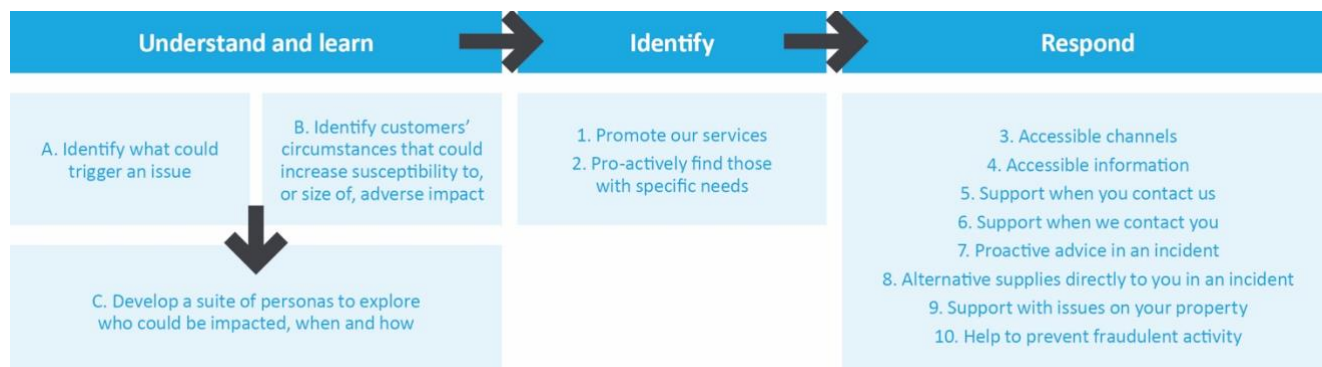 Understand and learn
Identify
Respond
A. Identify what could
trigger an issue
B. Identify customers’
circumstances that could
increase susceptibility to,
or size of, adverse impact
C. Develop a suite of personas to explore
who could be impacted, when and how
1. Promote our services
2. Pro-actively find those
with specific needs
3. Accessible channels
4. Accessible information
5. Support when you contact us
6. Support when we contact you
7. Proactive advice in an incident
8. Alternative supplies directly to you in an incident
9. Support with issues on your property
10. Help to prevent fraudulent activity